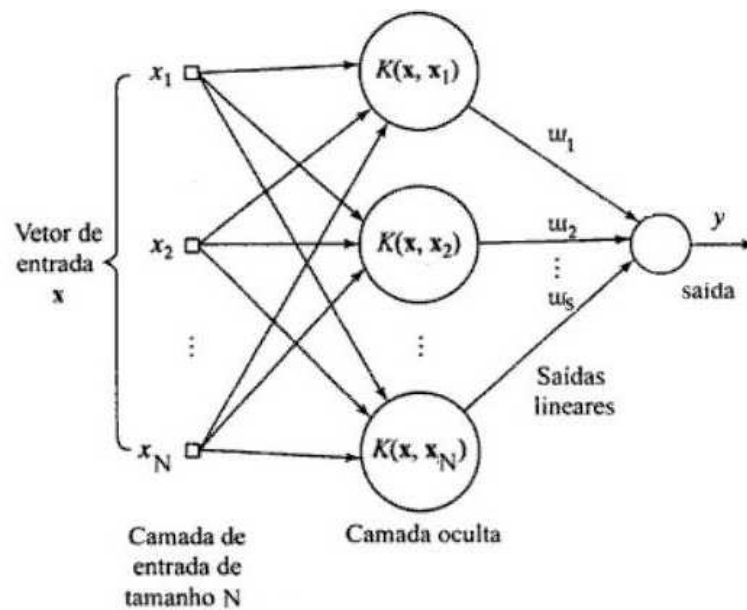 x1
K(x, x1)
w1
Vetor de
entrada
x
x2
K(x, x2)
w2
y
⋮
ws
saída
⋮
⋮
Saídas
lineares
xN
K(x, xN)
Camada de
entrada de
tamanho N
Camada oculta